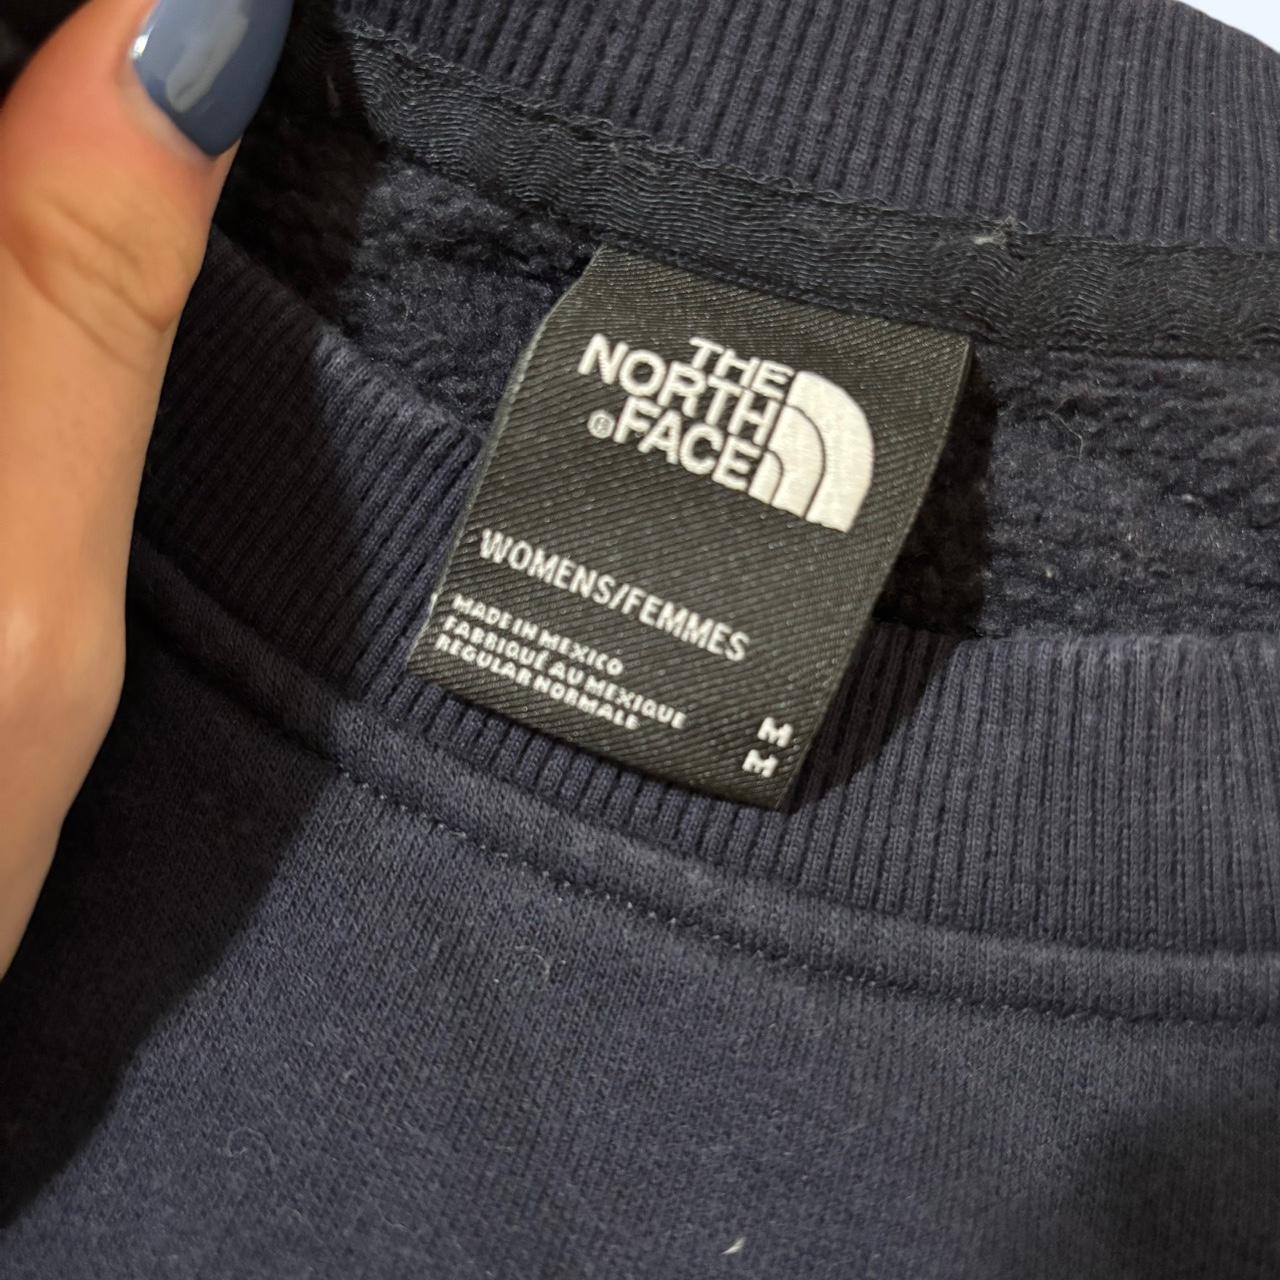 THE
NORTH
®FACE
WOMENS/FEMMES
MADE IN MEXICO
FABRIQUÉ AU MEXIQUE
REGULAR NORMALE
M
M